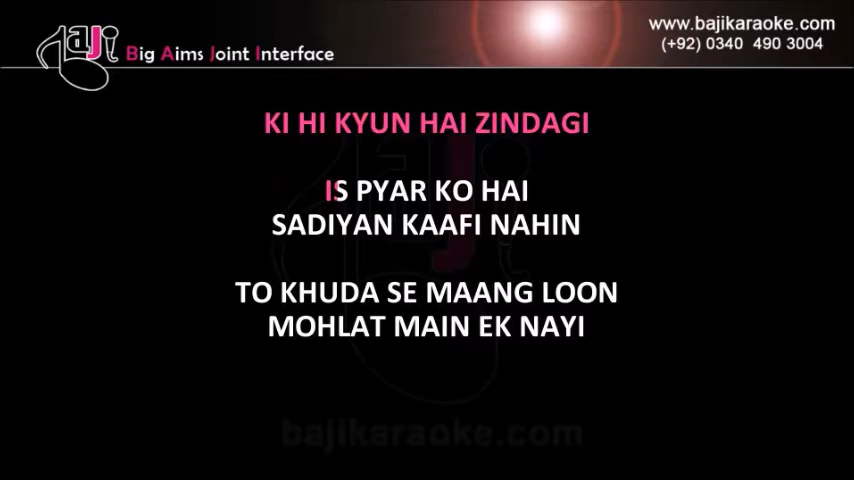 Baji
Big Aims Joint Interface
www.bajikaraoke.com
(+92) 0340 490 3004
KI HI KYUN HAI ZINDAGI
IS PYAR KO HAI
SADIYAN KAAFI NAHIN
TO KHUDA SE MAANG LOON
MOHLAT MAIN EK NAYI
bajikaraoke.com